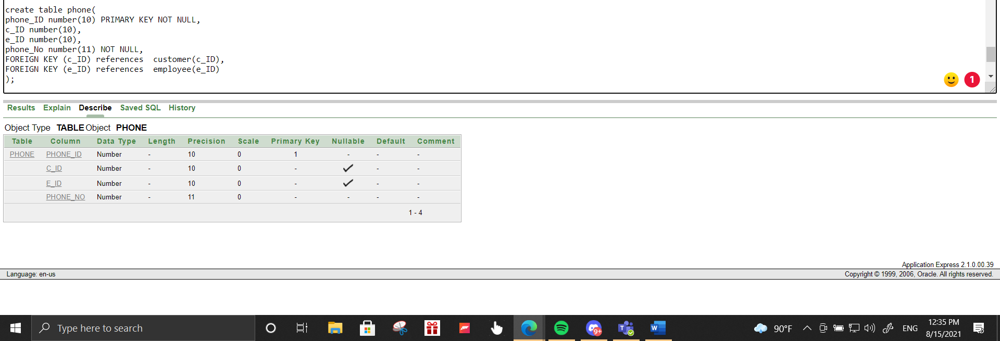 create table phone(
phone_ID number(10) PRIMARY KEY NOT NULL,
c_ID number(10),
e_ID number(10),
phone_No number(11) NOT NULL,
FOREIGN KEY (c_ID) references  customer(c_ID),
FOREIGN KEY (e_ID) references  employee(e_ID)
);
1
Results Explain Describe Saved SQL History
Object Type TABLE Object PHONE
Table Column Data Type Length Precision Scale Primary Key Nullable Default Comment
PHONE PHONE_ID Number - 10 0 1 - - -
C_ID Number - 10 0 - - -
E_ID Number - 10 0 - - -
PHONE_NO Number - 11 0 - - - -
1 - 4
Application Express 2.1.0.00.39
Language: en-us Copyright © 1999, 2006, Oracle. All rights reserved.
Type here to search 9+ T W 90°F ENG 12:35 PM
8/15/2021